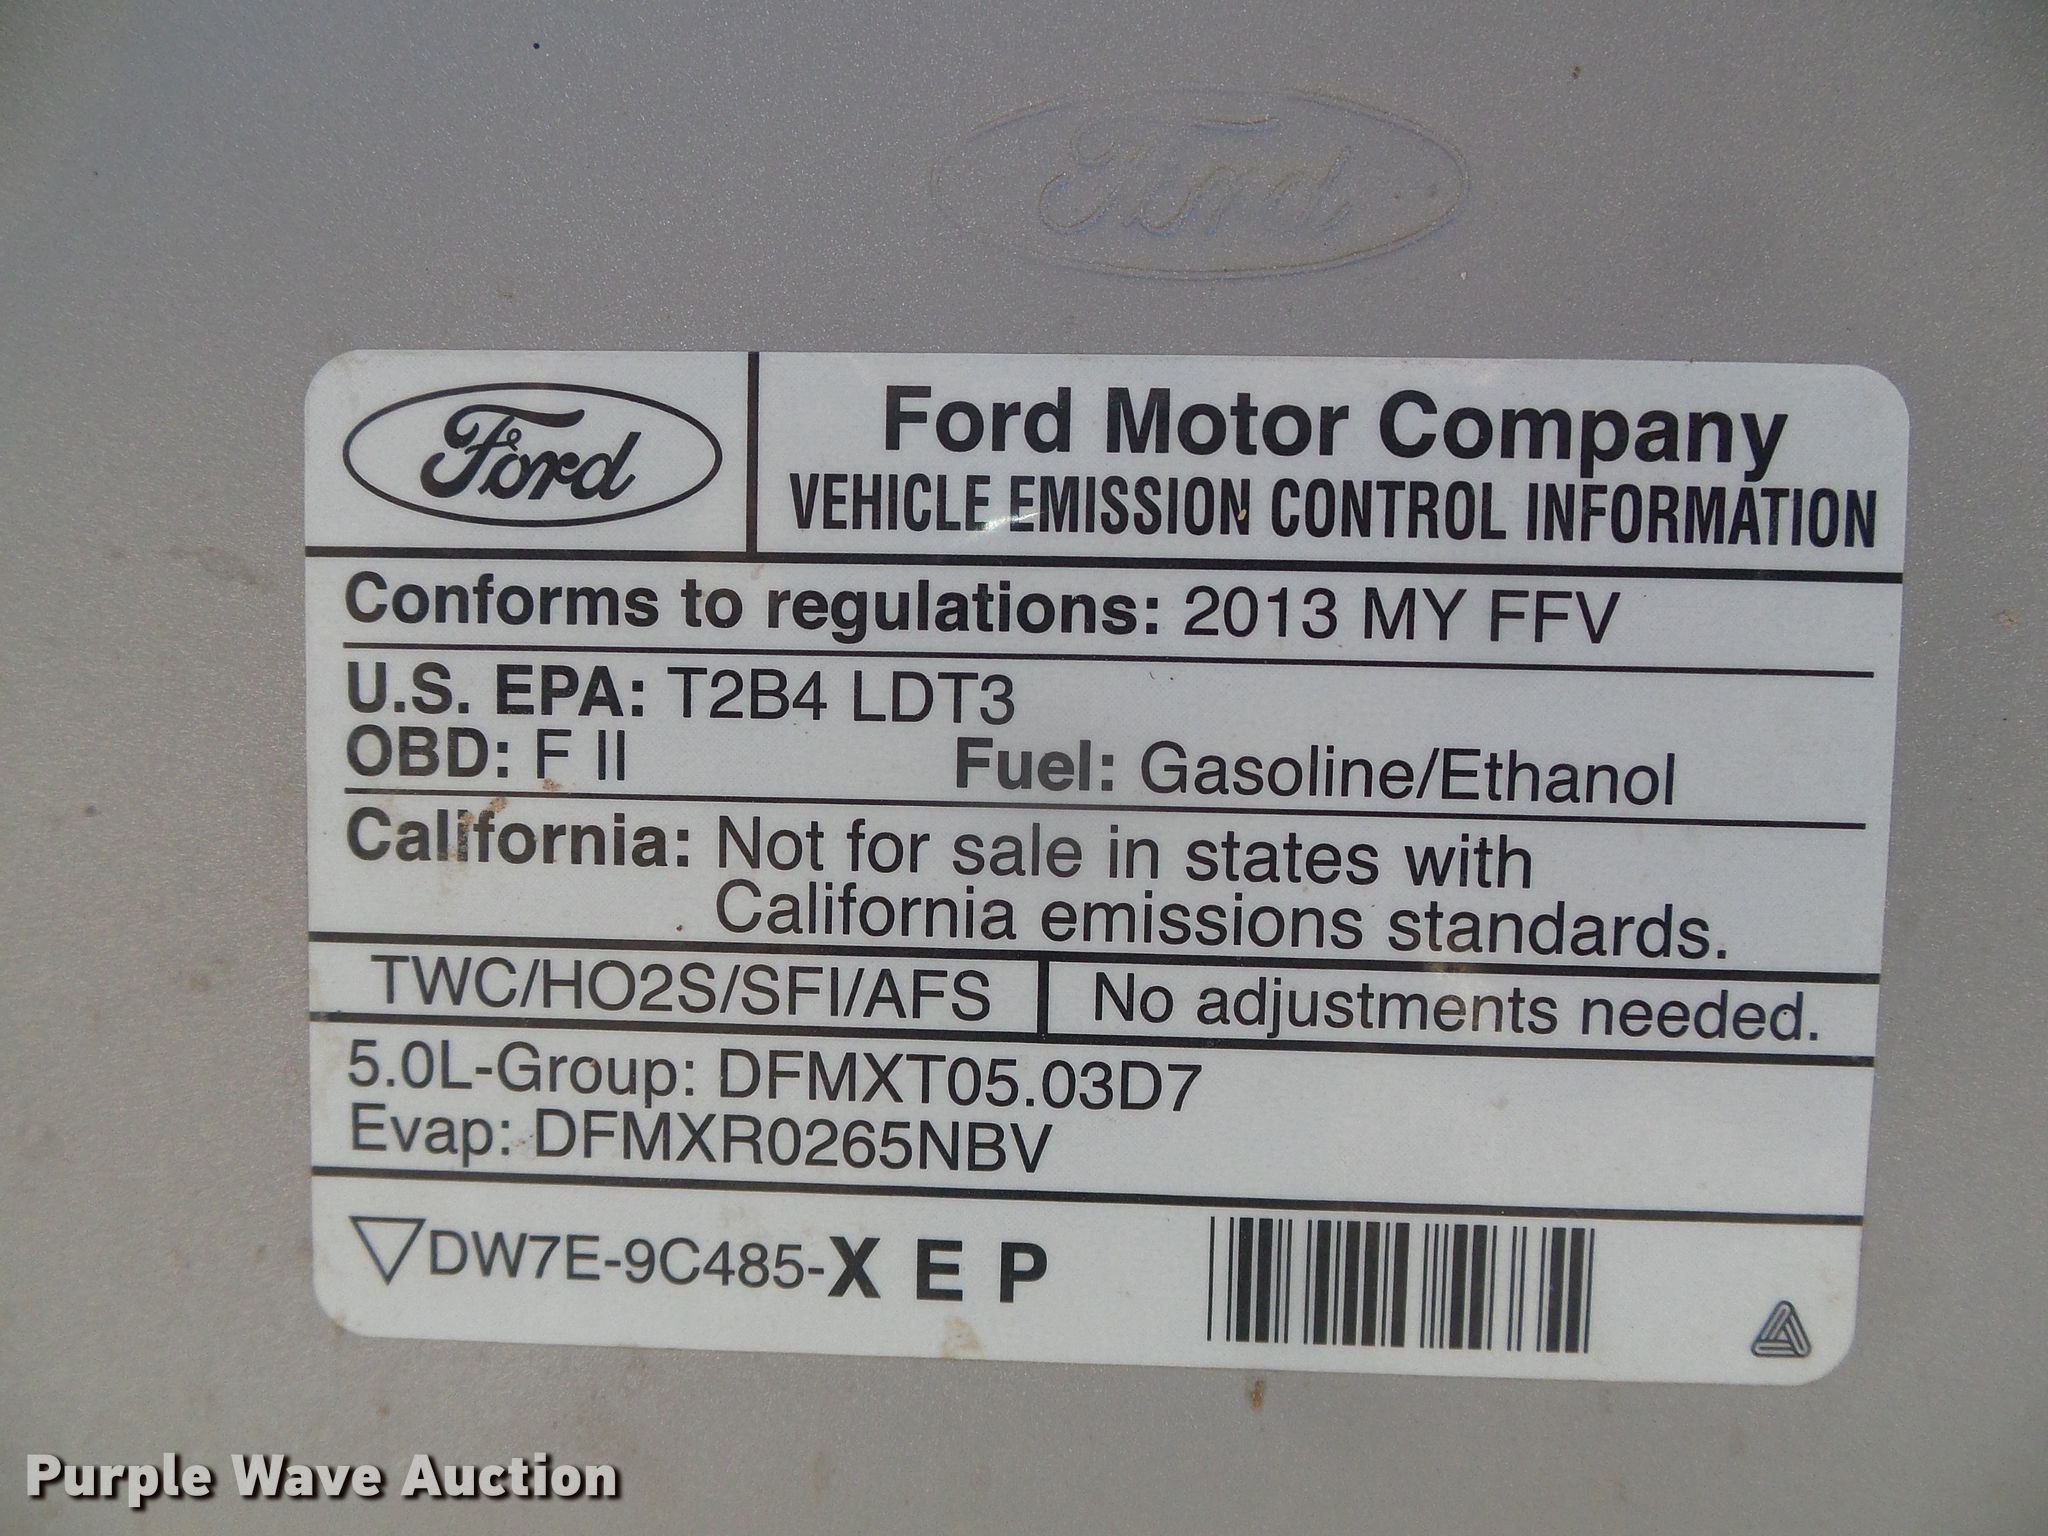 Ford
Ford
Ford Motor Company
VEHICLE EMISSION CONTROL INFORMATION
Conforms to regulations: 2013 MY FFV
U.S. EPA: T2B4 LDT3
OBD: F II Fuel: Gasoline/Ethanol
California: Not for sale in states with
California emissions standards.
TWC/HO2S/SFI/AFS No adjustments needed.
5.0L-Group: DFMXT05.03D7
Evap: DFMXR0265NBV
DW7E-9C485-X E P
Purple Wave Auction